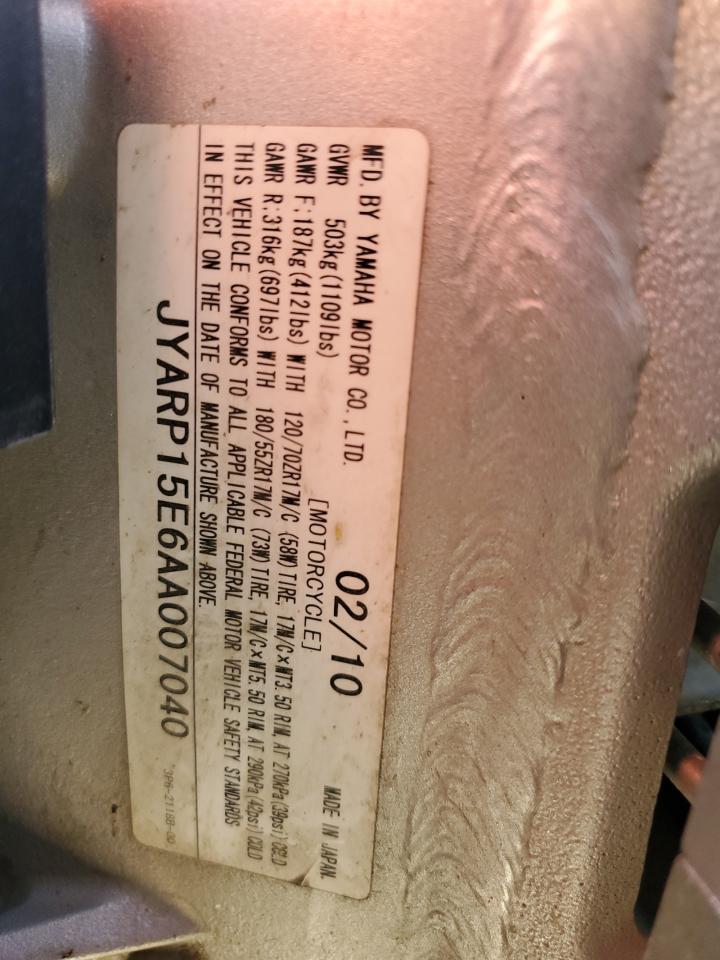 MFD. BY YAMAHA MOTOR CO., LTD. 02/10 MADE IN JAPAN.
GVWR 503kg(1109lbs) [MOTORCYCLE]
GAWR F:187kg(412lbs) WITH 120/70ZR17M/C (58W) TIRE, 17M/C×MT3.50 RIM, AT 270kPa(39psi) COLD
GAWR R:316kg(697lbs) WITH 180/55ZR17M/C (73W) TIRE, 17M/C×MT5.50 RIM, AT 290kPa(42psi) COLD
THIS VEHICLE CONFORMS TO ALL APPLICABLE FEDERAL MOTOR VEHICLE SAFETY STANDARDS
IN EFFECT ON THE DATE OF MANUFACTURE SHOWN ABOVE.
JYARP15E6AA007040
3P6-2118B-00